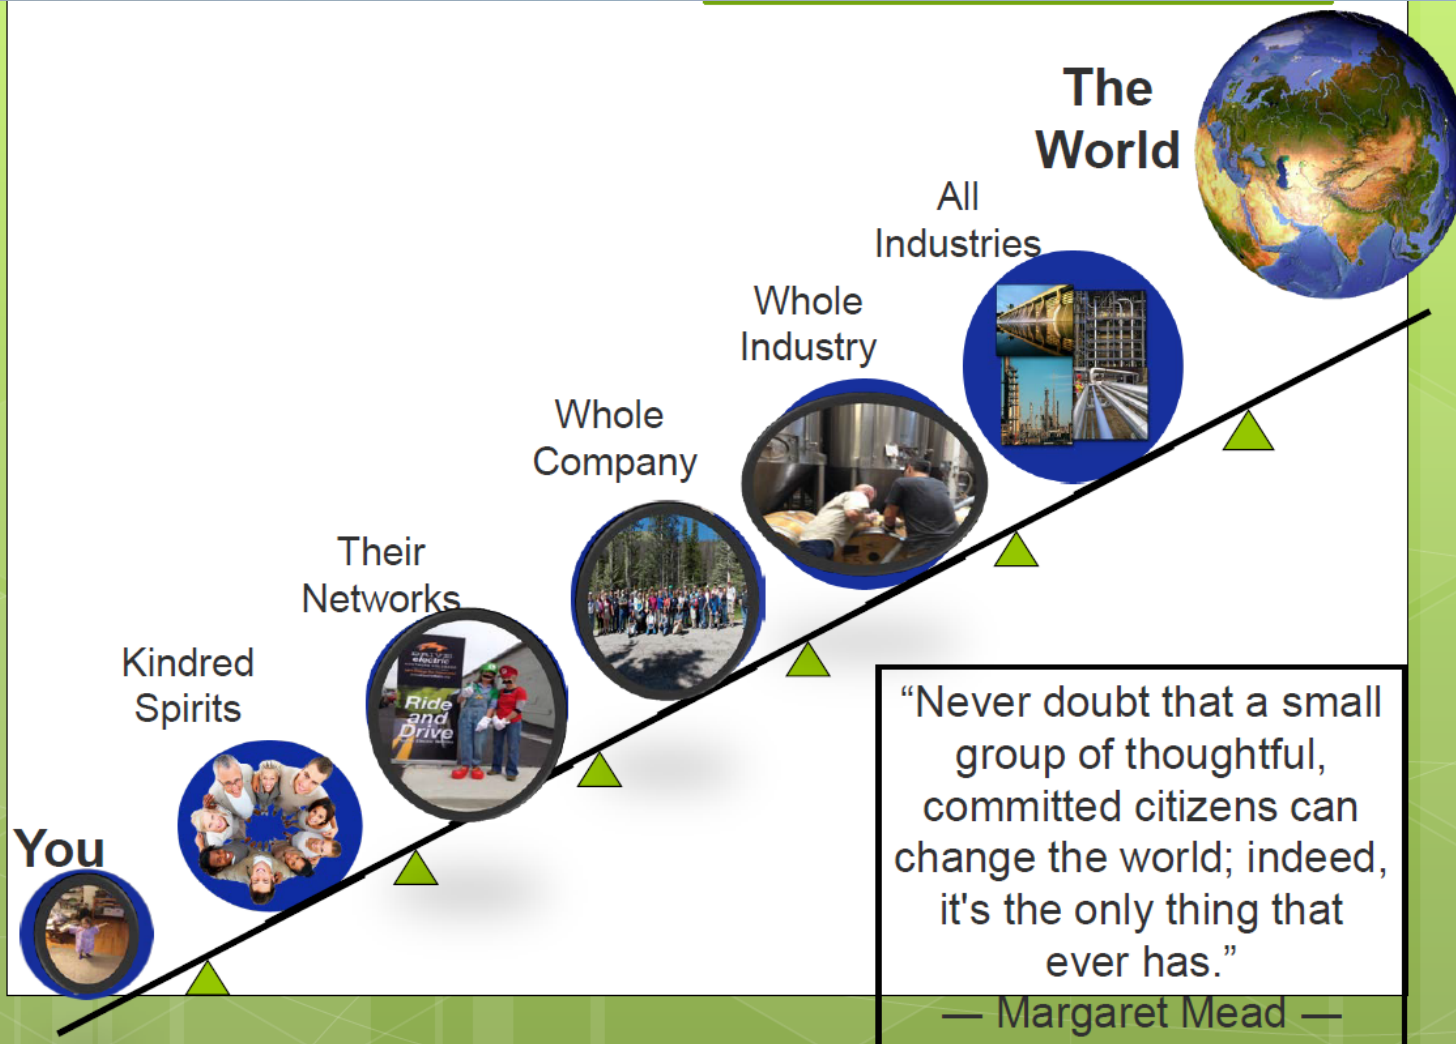 The
World
All
Industries
Whole
Industry
Whole
Company
Their
Networks
Kindred
Spirits
You
electric
Ride
and
Drive
“Never doubt that a small
group of thoughtful,
committed citizens can
change the world; indeed,
it's the only thing that
ever has.”
— Margaret Mead —